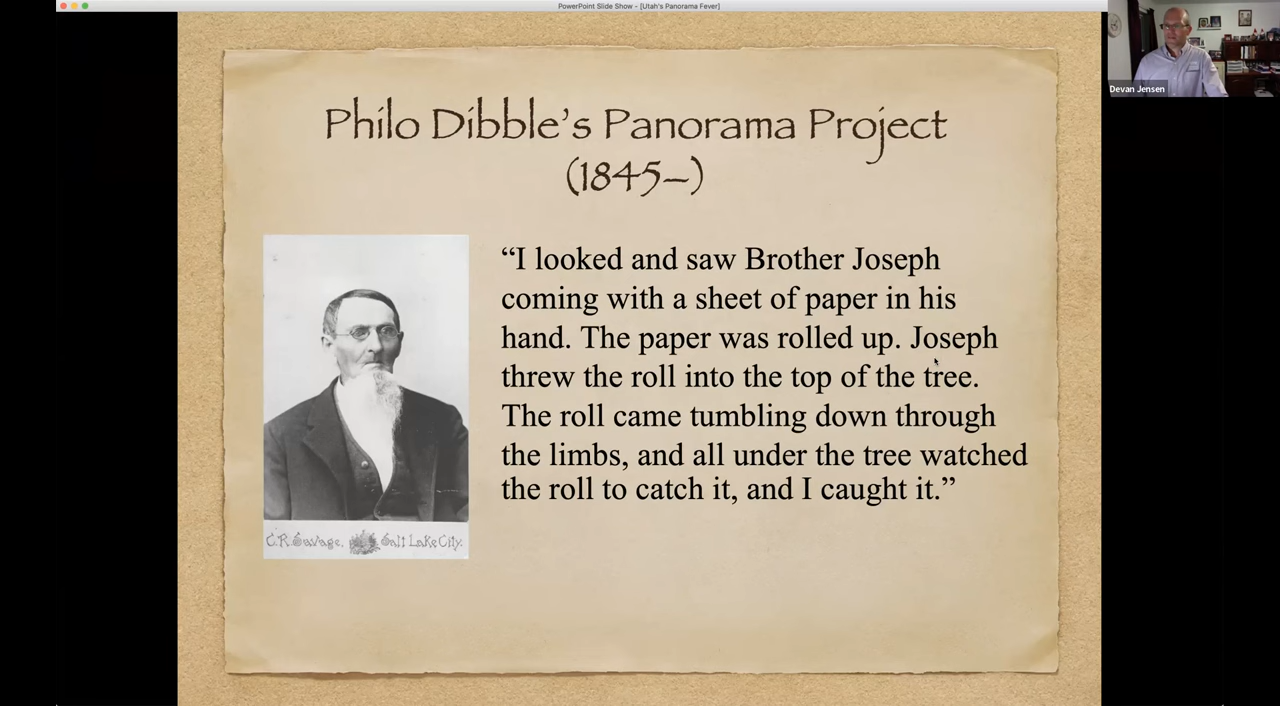 PowerPoint Slide Show - [Utah's Panorama Fever]
Devan Jensen
Philo Dibble's Panorama Project
(1845–)
“I looked and saw Brother Joseph
coming with a sheet of paper in his
hand. The paper was rolled up. Joseph
threw the roll into the top of the tree.
The roll came tumbling down through
the limbs, and all under the tree watched
the roll to catch it, and I caught it.”
C.R. Savage. Salt Lake City.